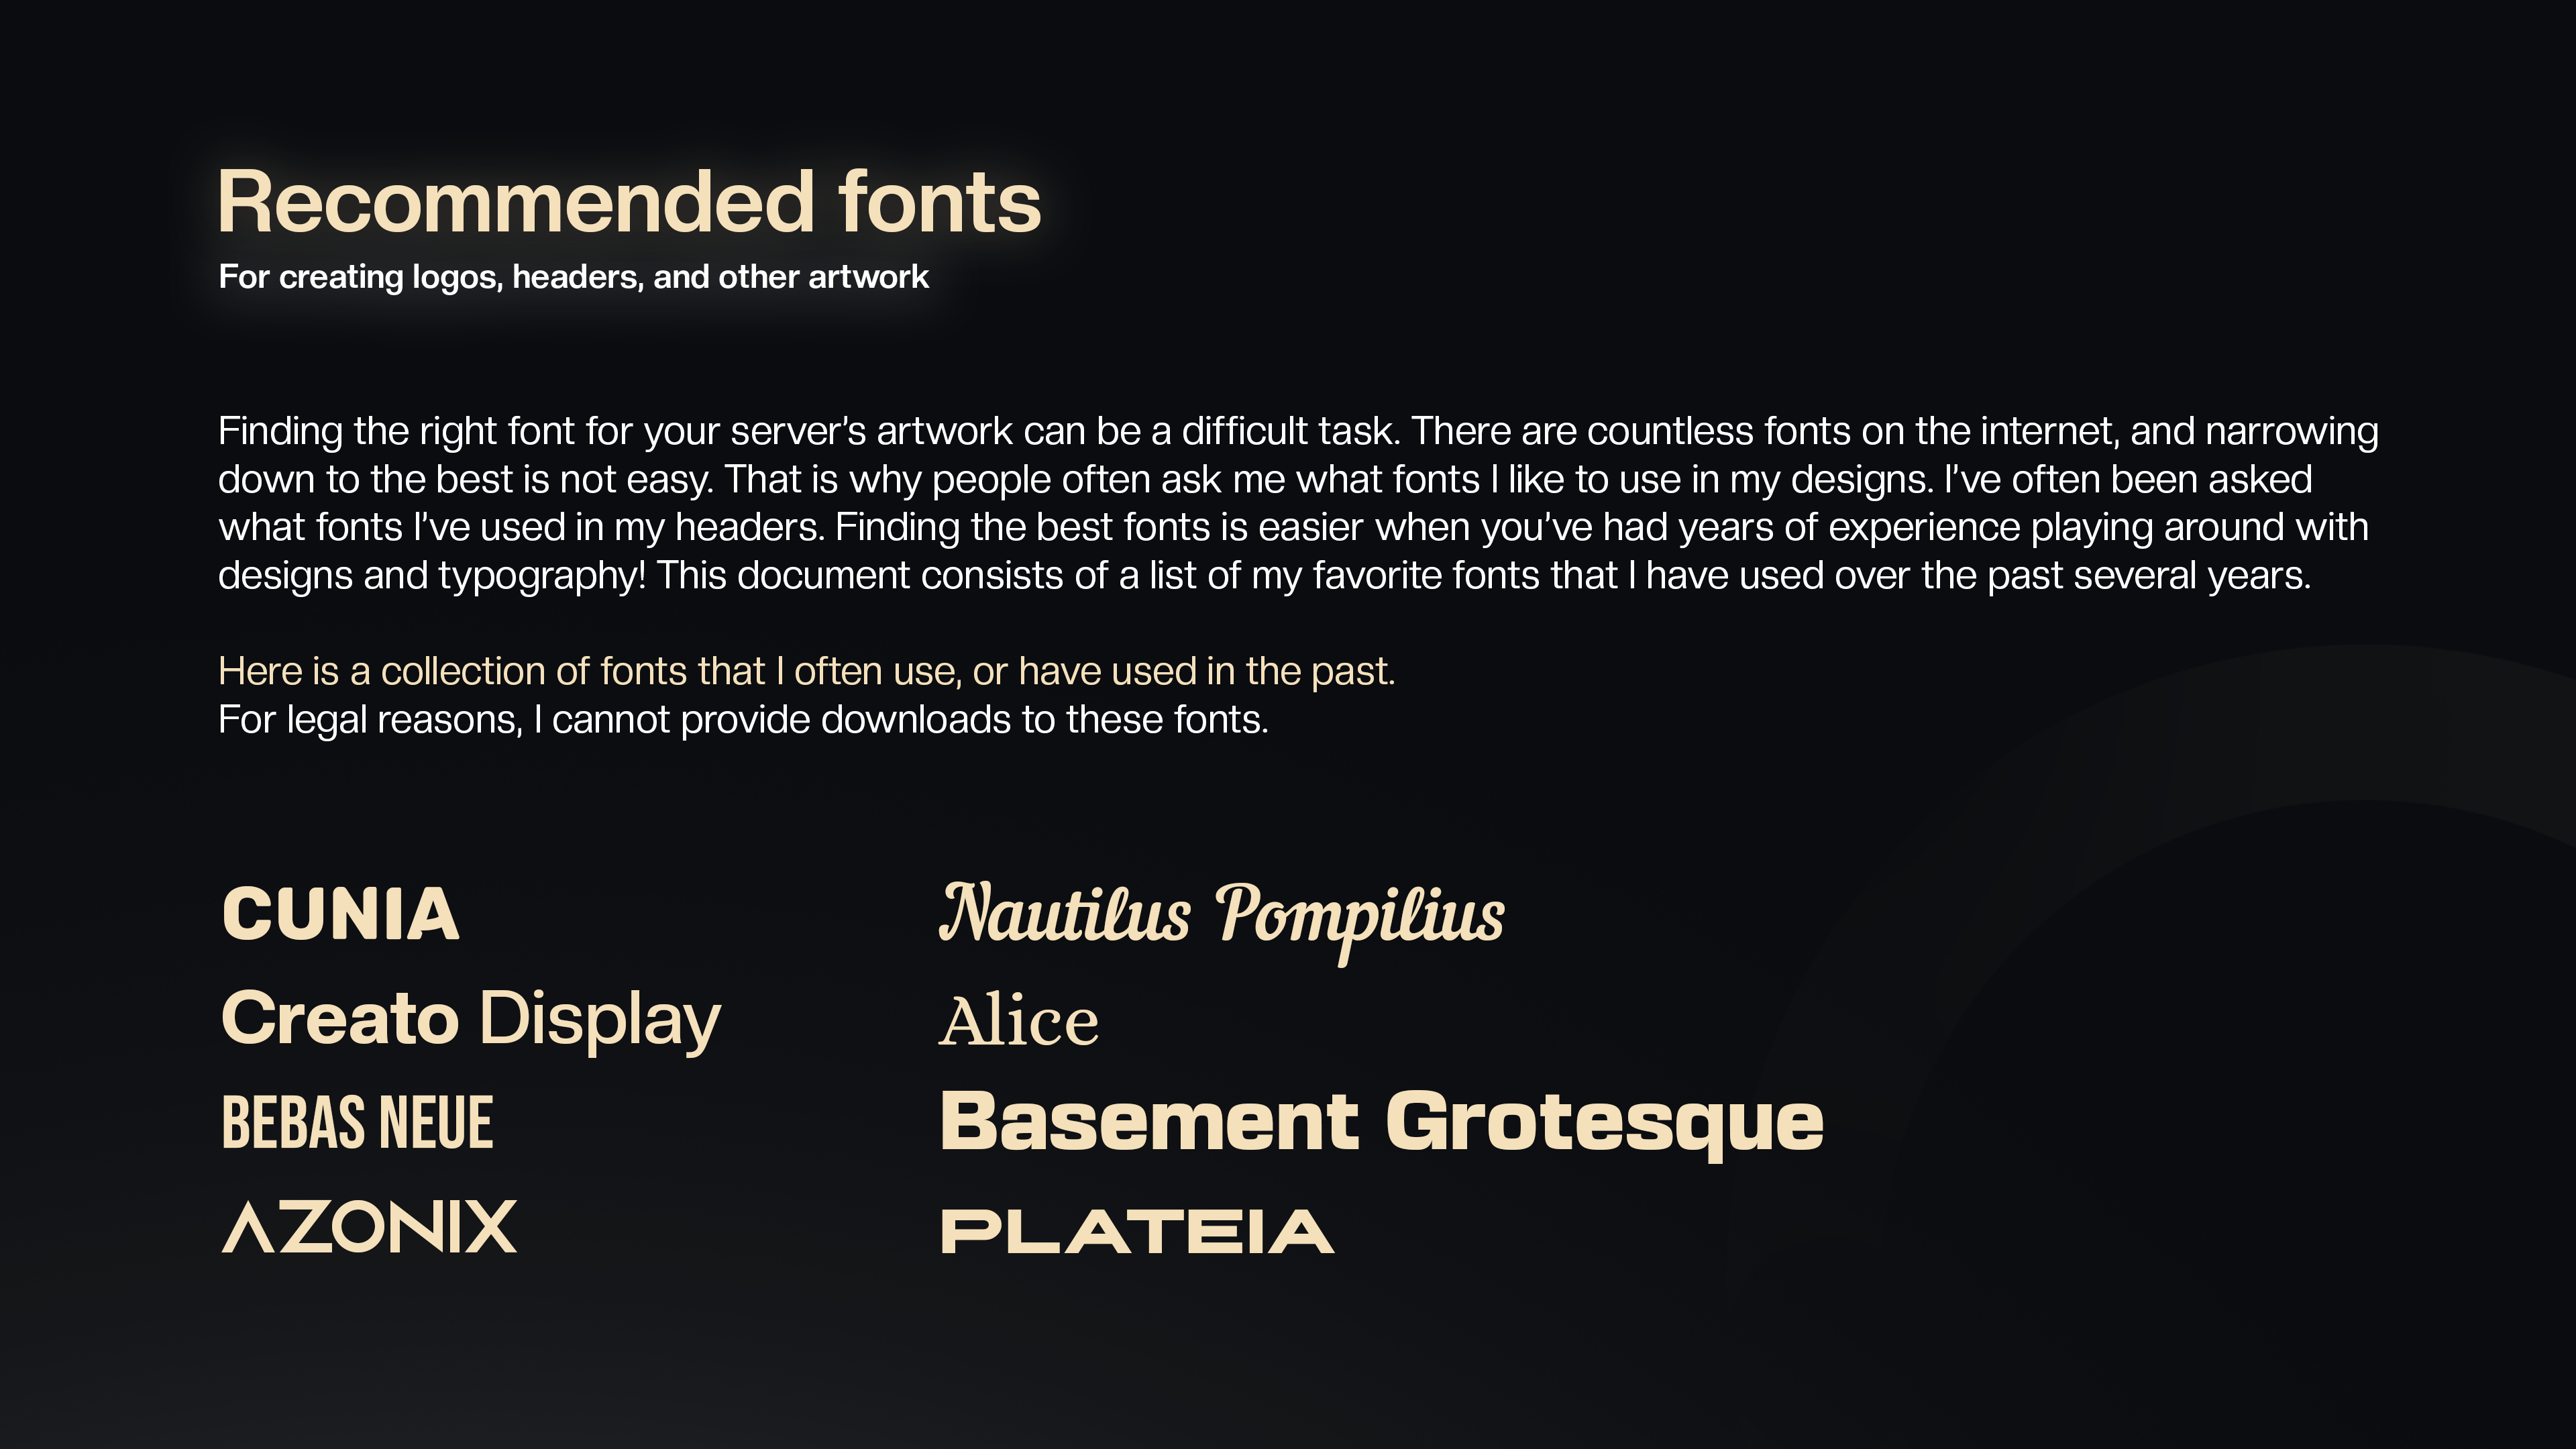 Recommended fonts
For creating logos, headers, and other artwork
Finding the right font for your server’s artwork can be a difficult task. There are countless fonts on the internet, and narrowing
down to the best is not easy. That is why people often ask me what fonts I like to use in my designs. I’ve often been asked
what fonts I’ve used in my headers. Finding the best fonts is easier when you’ve had years of experience playing around with
designs and typography! This document consists of a list of my favorite fonts that I have used over the past several years.
Here is a collection of fonts that I often use, or have used in the past.
For legal reasons, I cannot provide downloads to these fonts.
CUNIA
Creato Display
BEBAS NEUE
AZONIX
Nautilus Pompilius
Alice
Basement Grotesque
PLATEIA